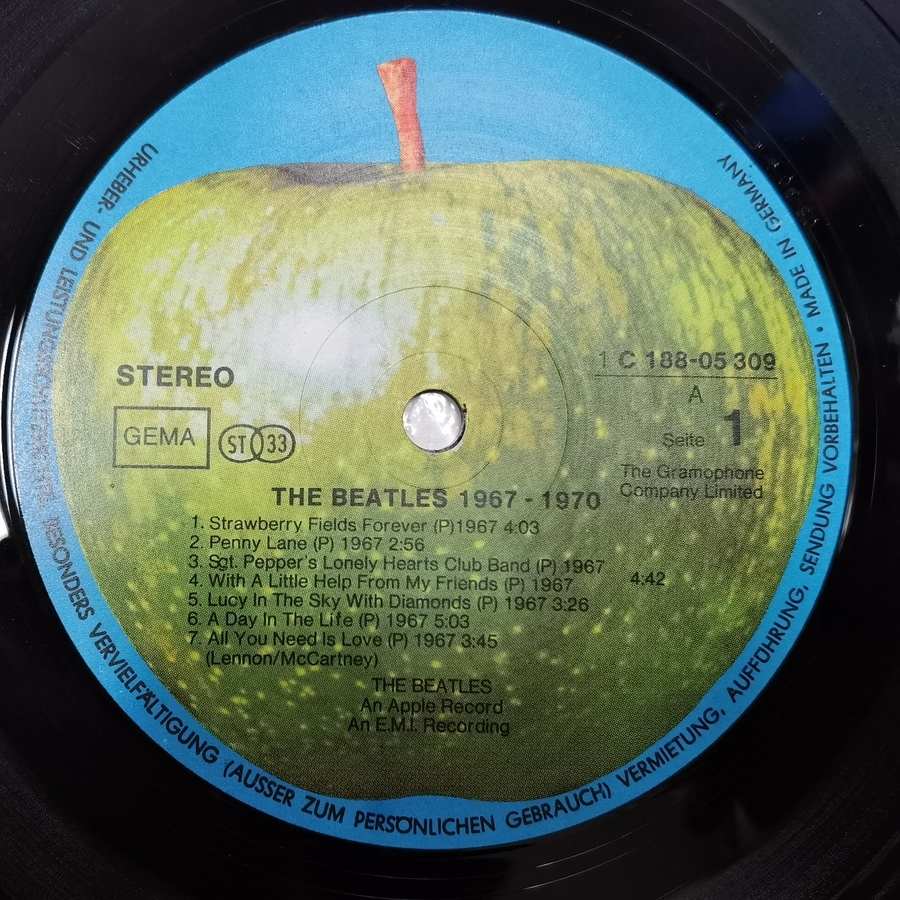 STEREO
GEMA
ST 33
1 C 188-05 309
A
Seite 1
The Gramophone
Company Limited
THE BEATLES 1967 - 1970
1. Strawberry Fields Forever (P)1967 4:03
2. Penny Lane (P) 1967 2:56
3. Sgt. Pepper's Lonely Hearts Club Band (P) 1967
4. With A Little Help From My Friends (P) 1967 4:42
5. Lucy In The Sky With Diamonds (P) 1967 3:26
6. A Day In The Life (P) 1967 5:03
7. All You Need Is Love (P) 1967 3:45
(Lennon/McCartney)
THE BEATLES
An Apple Record
An E.M.I. Recording
URHEBER- UND BESONDERS VERVIELFÄLTIGUNG (AUSSER ZUM PERSÖNLICHEN GEBRAUCH) VERMIETUNG, AUFFÜHRUNG, SENDUNG VORBEHALTEN • MADE IN GERMANY